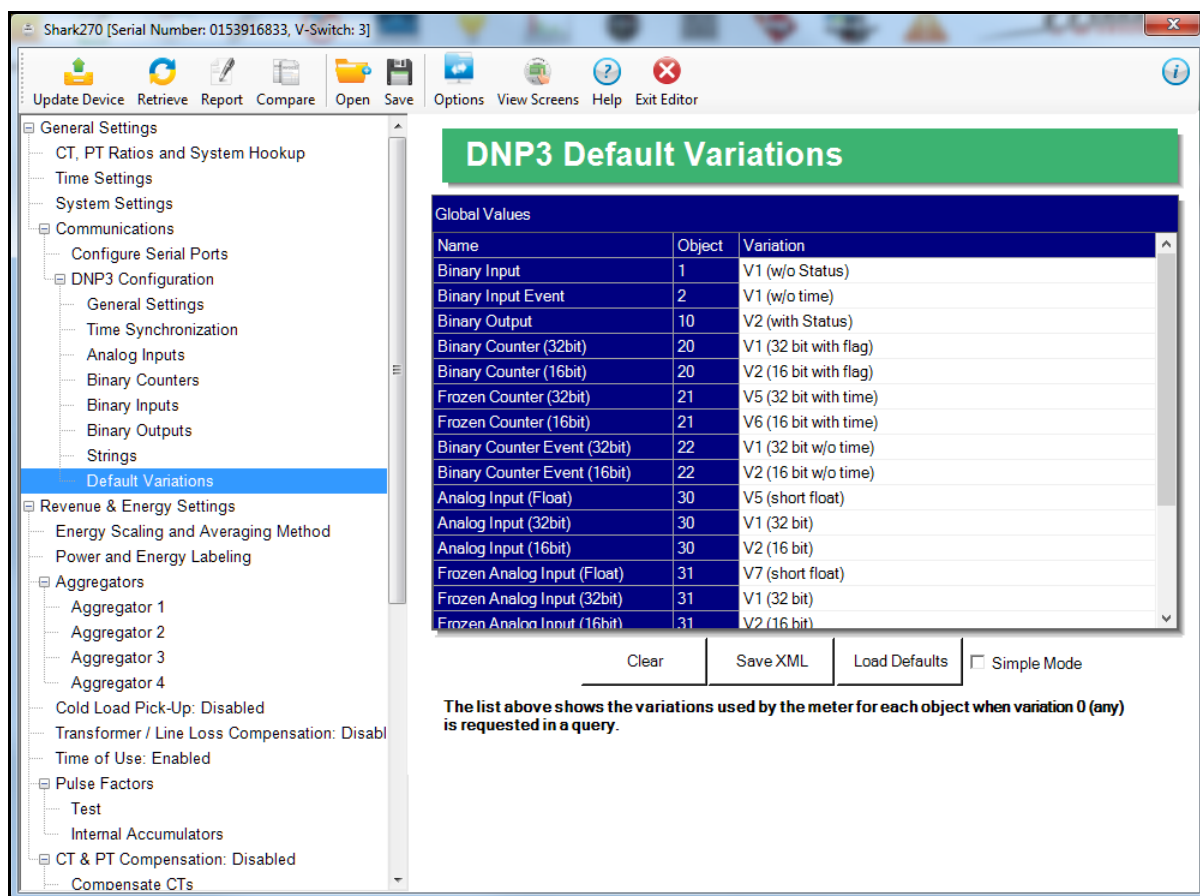 Shark270 [Serial Number: 0153916833, V-Switch: 3]
Update Device Retrieve Report Compare Open Save Options View Screens Help Exit Editor
General Settings
CT, PT Ratios and System Hookup
Time Settings
System Settings
Communications
Configure Serial Ports
DNP3 Configuration
General Settings
Time Synchronization
Analog Inputs
Binary Counters
Binary Inputs
Binary Outputs
Strings
Default Variations
Revenue & Energy Settings
Energy Scaling and Averaging Method
Power and Energy Labeling
Aggregators
Aggregator 1
Aggregator 2
Aggregator 3
Aggregator 4
Cold Load Pick-Up: Disabled
Transformer / Line Loss Compensation: Disabl
Time of Use: Enabled
Pulse Factors
Test
Internal Accumulators
CT & PT Compensation: Disabled
Compensate CTs
DNP3 Default Variations
Global Values
Name Object Variation
Binary Input 1 V1 (w/o Status)
Binary Input Event 2 V1 (w/o time)
Binary Output 10 V2 (with Status)
Binary Counter (32bit) 20 V1 (32 bit with flag)
Binary Counter (16bit) 20 V2 (16 bit with flag)
Frozen Counter (32bit) 21 V5 (32 bit with time)
Frozen Counter (16bit) 21 V6 (16 bit with time)
Binary Counter Event (32bit) 22 V1 (32 bit w/o time)
Binary Counter Event (16bit) 22 V2 (16 bit w/o time)
Analog Input (Float) 30 V5 (short float)
Analog Input (32bit) 30 V1 (32 bit)
Analog Input (16bit) 30 V2 (16 bit)
Frozen Analog Input (Float) 31 V7 (short float)
Frozen Analog Input (32bit) 31 V1 (32 bit)
Frozen Analog Input (16bit) 31 V2 (16 bit)
Clear Save XML Load Defaults Simple Mode
The list above shows the variations used by the meter for each object when variation 0 (any)
is requested in a query.